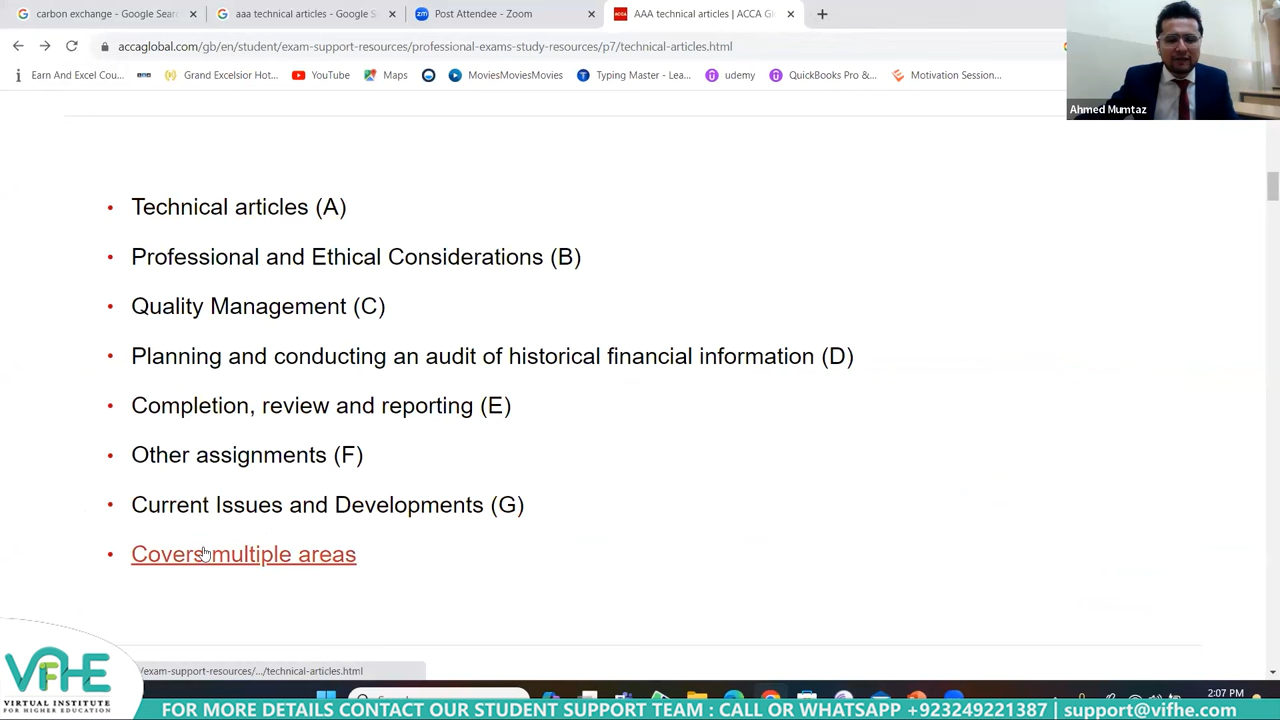 carbon exchange - Google Sear
aaa technical articles - Google S
Post Attendee - Zoom
AAA technical articles | ACCA Gl
accaglobal.com/gb/en/student/exam-support-resources/professional-exams-study-resources/p7/technical-articles.html
Earn And Excel Cou...
Grand Excelsior Hot...
YouTube
Maps
MoviesMoviesMovies
Typing Master - Lea...
udemy
QuickBooks Pro &...
Motivation Session...
Ahmed Mumtaz
• Technical articles (A)
• Professional and Ethical Considerations (B)
• Quality Management (C)
• Planning and conducting an audit of historical financial information (D)
• Completion, review and reporting (E)
• Other assignments (F)
• Current Issues and Developments (G)
• Covers multiple areas
/exam-support-resources/.../technical-articles.html
2:07 PM
VIFHE
VIRTUAL INSTITUTE
FOR HIGHER EDUCATION
FOR MORE DETAILS CONTACT OUR STUDENT SUPPORT TEAM : CALL OR WHATSAPP +923249221387 | support@vifhe.com